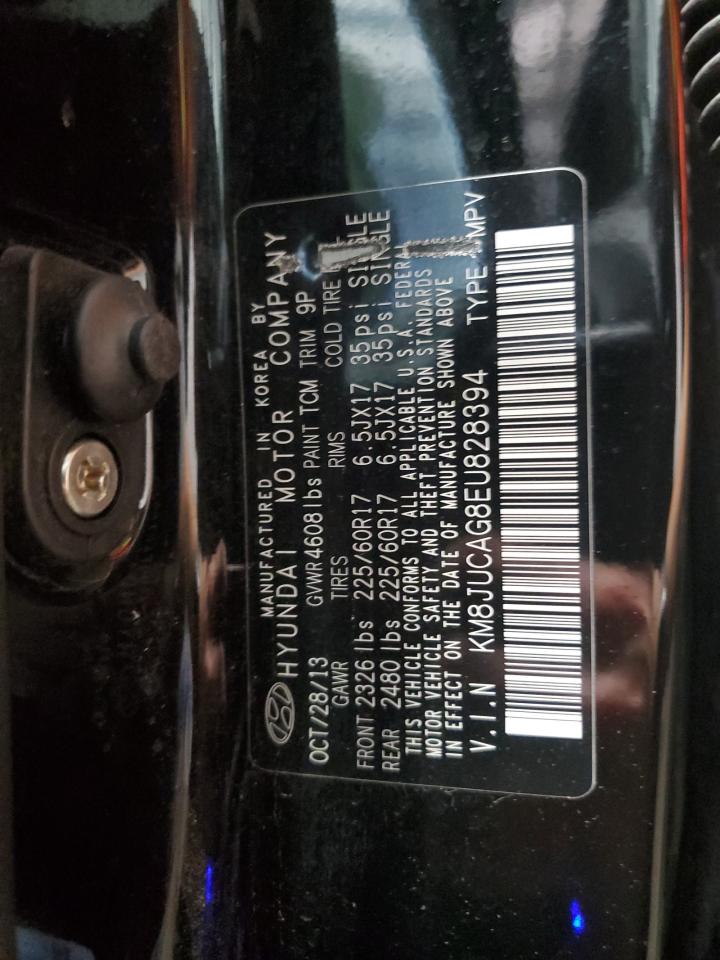 MANUFACTURED IN KOREA BY
HYUNDAI MOTOR COMPANY
OCT/28/13 GVWR4608lbs PAINT TCM TRIM 9P
GAWR TIRES RIMS COLD TIRE
FRONT 2326 lbs 225/60R17 6.5JX17 35psi SINGLE
REAR 2480 lbs 225/60R17 6.5JX17 35psi SINGLE
THIS VEHICLE CONFORMS TO ALL APPLICABLE U.S.A. FEDERAL
MOTOR VEHICLE SAFETY AND THEFT PREVENTION STANDARDS
IN EFFECT ON THE DATE OF MANUFACTURE SHOWN ABOVE
V.I.N KM8JUCAG8EU828394 TYPE MPV